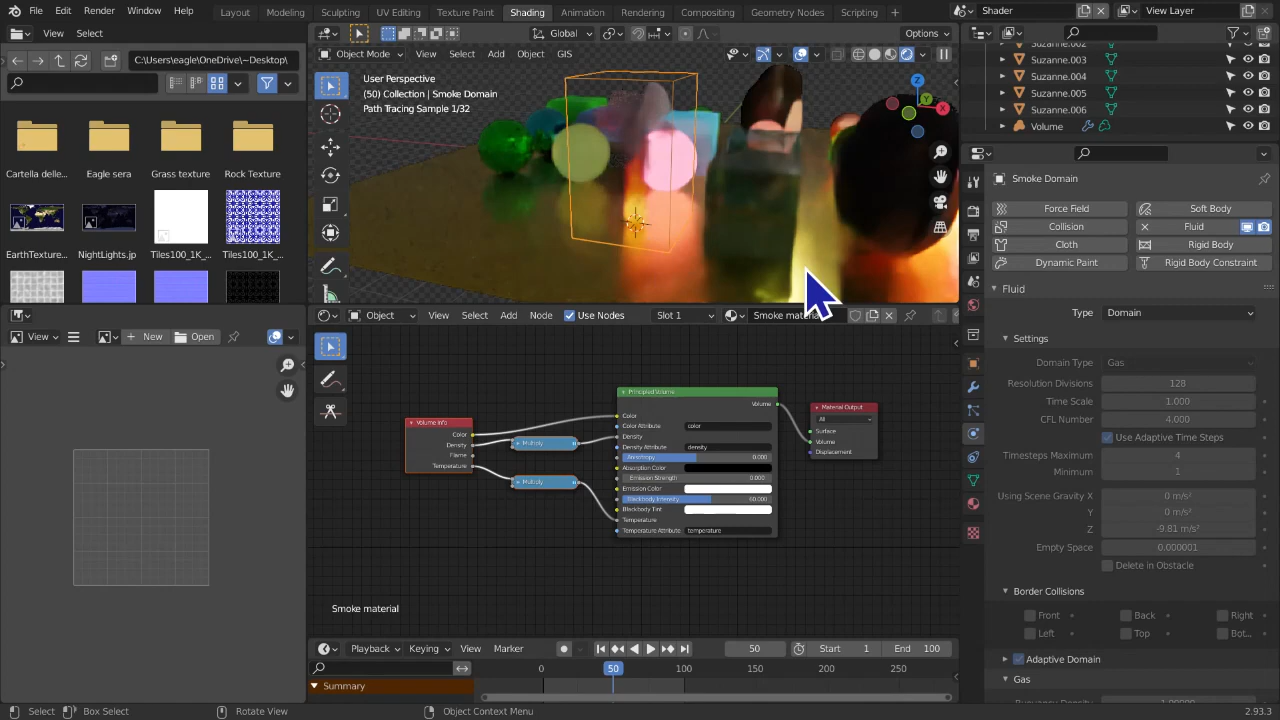 File Edit Render Window Help Layout Modeling Sculpting UV Editing Texture Paint Shading Animation Rendering Compositing Geometry Nodes Scripting + Shader View Layer
View Select
C:\Users\eagle\OneDrive\~Desktop\
Cartella delle... Eagle sera Grass texture Rock Texture
EarthTexture... NightLights.jp Tiles100_1K_... Tiles100_1K_...
Global Options
Object Mode View Select Add Object GIS
User Perspective
(50) Collection | Smoke Domain
Path Tracing Sample 1/32
Z
Y
X
Suzanne.002
Suzanne.003
Suzanne.004
Suzanne.005
Suzanne.006
Volume
View New Open
Object View Select Add Node Use Nodes Slot 1 Smoke material
Volume Info
Color
Density
Flame
Temperature
Multiply
Multiply
Principled Volume
Volume
Color
Color Attribute color
Density
Density Attribute density
Anisotropy 0.000
Absorption Color
Emission Strength 0.000
Emission Color
Blackbody Intensity 60.000
Blackbody Tint
Temperature
Temperature Attribute temperature
Material Output
All
Surface
Volume
Displacement
Smoke material
Playback Keying View Marker 50 Start 1 End 100
0 50 100 150 200 250
Summary
Smoke Domain
Force Field Soft Body
Collision Fluid
Cloth Rigid Body
Dynamic Paint Rigid Body Constraint
Fluid
Type Domain
Settings
Domain Type Gas
Resolution Divisions 128
Time Scale 1.000
CFL Number 4.000
Use Adaptive Time Steps
Timesteps Maximum 4
Minimum 1
Using Scene Gravity X 0 m/s²
Y 0 m/s²
Z -9.81 m/s²
Empty Space 0.000001
Delete in Obstacle
Border Collisions
Front Back Right
Left Top Bot...
Adaptive Domain
Gas
Select Box Select Rotate View Object Context Menu 2.93.3